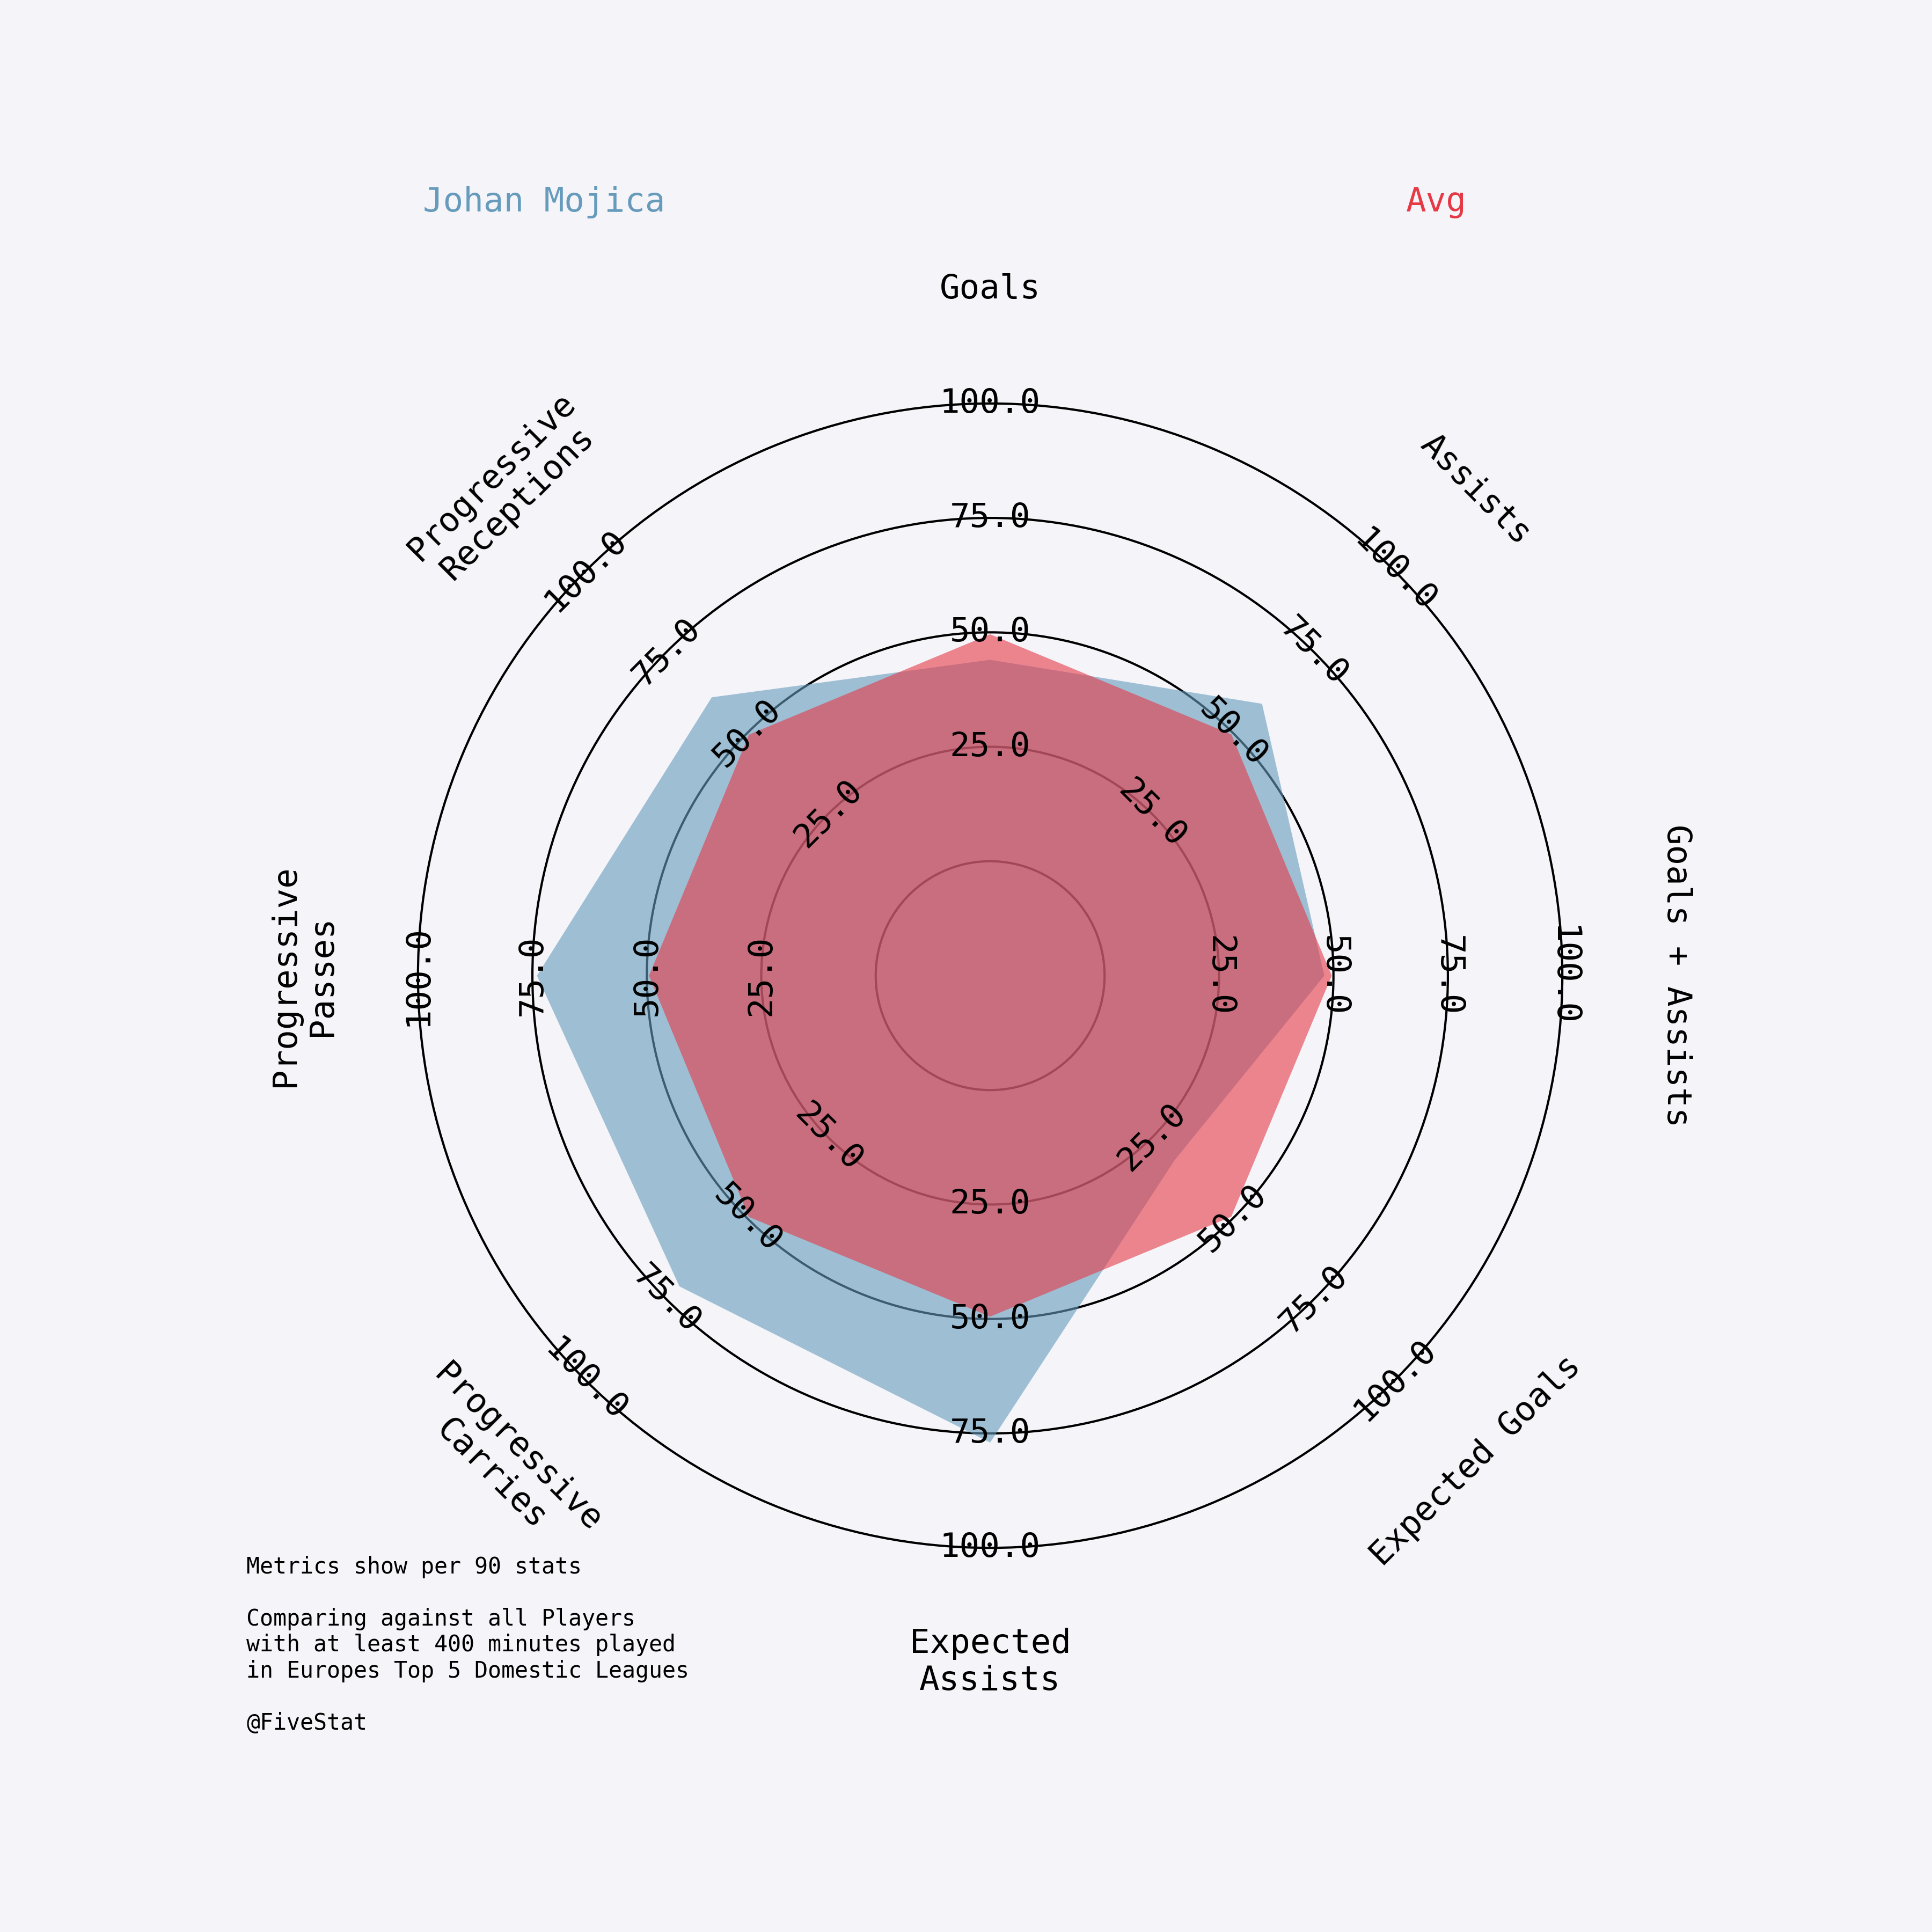 Johan Mojica
Avg
Goals
Assists
Goals + Assists
Expected Goals
Expected
Assists
Progressive
Carries
Progressive
Passes
Progressive
Receptions
25.0
50.0
75.0
100.0
25.0
50.0
75.0
100.0
25.0
50.0
75.0
100.0
25.0
50.0
75.0
100.0
25.0
50.0
75.0
100.0
25.0
50.0
75.0
100.0
25.0
50.0
75.0
100.0
25.0
50.0
75.0
100.0
Metrics show per 90 stats
Comparing against all Players
with at least 400 minutes played
in Europes Top 5 Domestic Leagues
@FiveStat